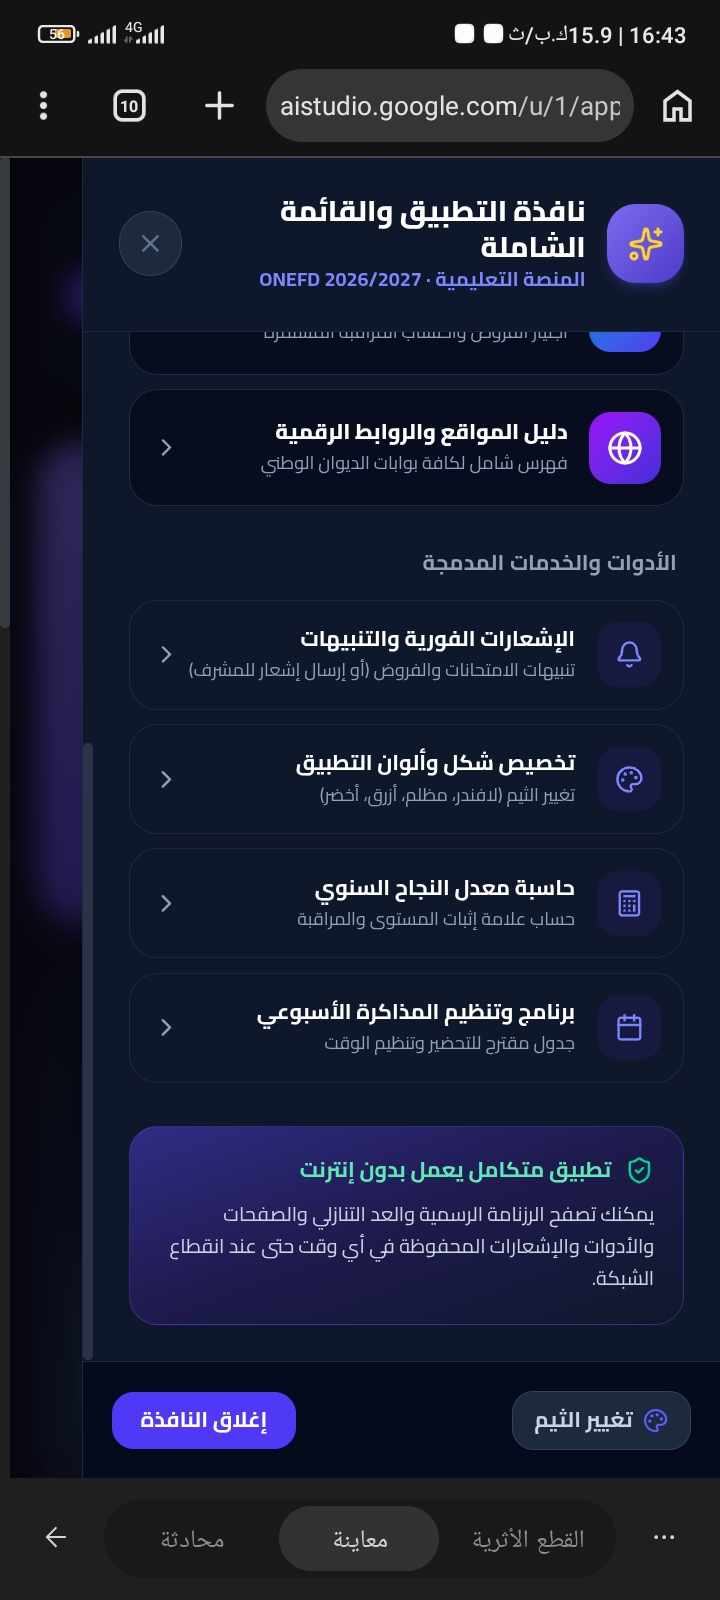 16:43 | 15.9ك.ب/ث
4G
56
aistudio.google.com/u/1/app
10
نافذة التطبيق والقائمة
الشاملة
المنصة التعليمية · ONEFD 2026/2027
دليل المواقع والروابط الرقمية
فهرس شامل لكافة بوابات الديوان الوطني
الأدوات والخدمات المدمجة
الإشعارات الفورية والتنبيهات
تنبيهات الامتحانات والفروض (أو إرسال إشعار للمشرف)
تخصيص شكل وألوان التطبيق
تغيير الثيم (لافندر، مظلم، أزرق، أخضر)
حاسبة معدل النجاح السنوي
حساب علامة إثبات المستوى والمراقبة
برنامج وتنظيم المذاكرة الأسبوعي
جدول مقترح للتحضير وتنظيم الوقت
تطبيق متكامل يعمل بدون إنترنت
يمكنك تصفح الرزنامة الرسمية والعد التنازلي والصفحات
والأدوات والإشعارات المحفوظة في أي وقت حتى عند انقطاع
الشبكة.
تغيير الثيم
إغلاق النافذة
القطع الأثرية
معاينة
محادثة